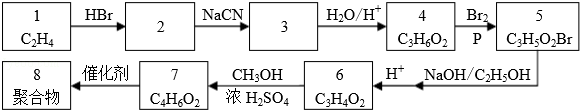 1 C₂H₄ HBr 2 NaCN 3 H₂O/H⁺ 4 C₃H₆O₂ Br₂ P 5 C₃H₅O₂Br
8 聚合物 催化剂 7 C₄H₆O₂ CH₃OH 浓 H₂SO₄ 6 C₃H₄O₂ H⁺ NaOH/C₂H₅OH